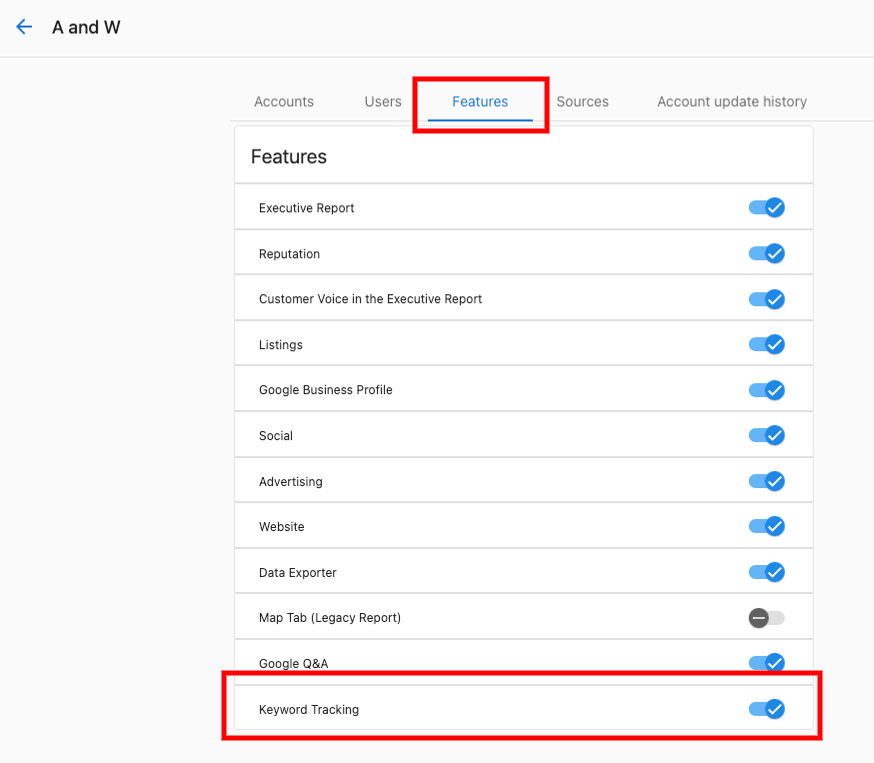 A and W
Accounts Users Features Sources Account update history
Features
Executive Report
Reputation
Customer Voice in the Executive Report
Listings
Google Business Profile
Social
Advertising
Website
Data Exporter
Map Tab (Legacy Report)
Google Q&A
Keyword Tracking